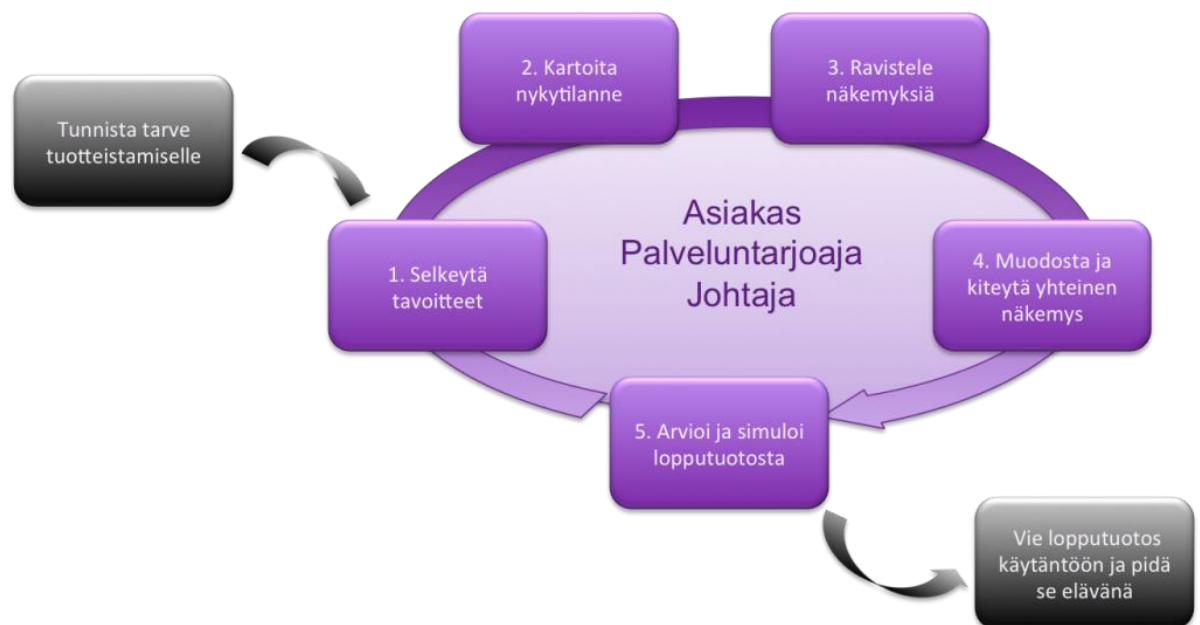 Tunnista tarve
tuotteistamiselle
1. Selkeytä
tavoitteet
2. Kartoita
nykytilanne
3. Ravistele
näkemyksiä
4. Muodosta ja
kiteytä yhteinen
näkemys
5. Arvioi ja simuloi
lopputuotosta
Asiakas
Palveluntarjoaja
Johtaja
Vie lopputuotos
käytäntöön ja pidä
se elävänä